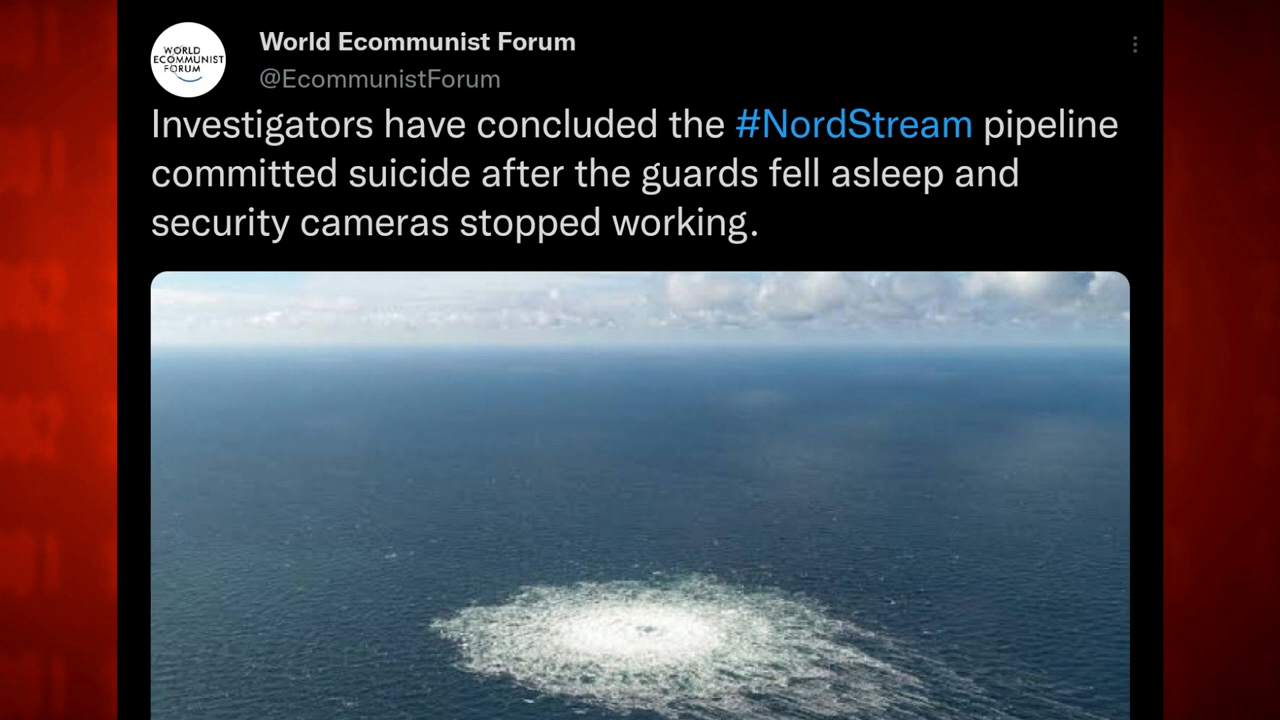 WORLD
ECOMMUNIST
FORUM
World Ecommunist Forum
@EcommunistForum
Investigators have concluded the #NordStream pipeline
committed suicide after the guards fell asleep and
security cameras stopped working.